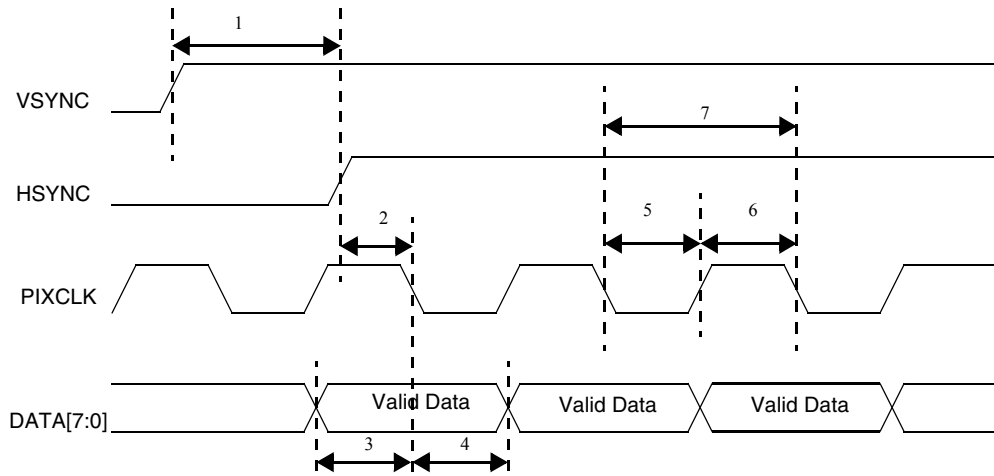 1
VSYNC
7
HSYNC
2
5
6
PIXCLK
Valid Data
Valid Data
Valid Data
DATA[7:0]
3
4